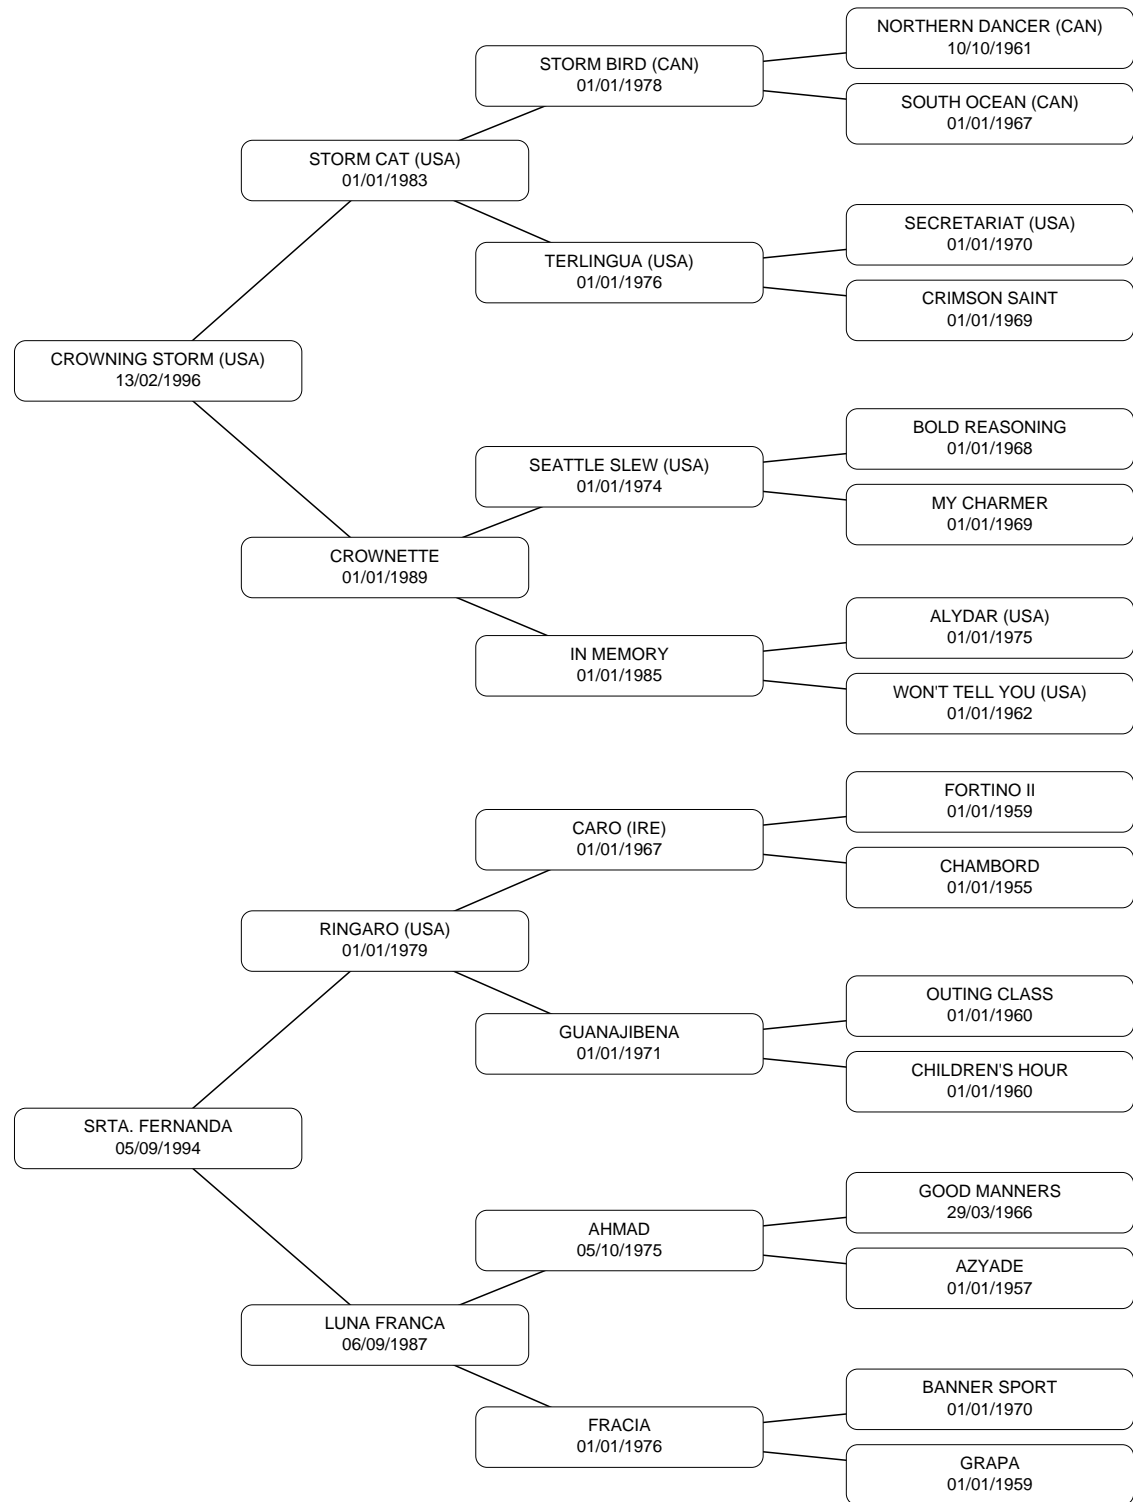 NORTHERN DANCER (CAN)
10/10/1961
STORM BIRD (CAN)
01/01/1978
SOUTH OCEAN (CAN)
01/01/1967
STORM CAT (USA)
01/01/1983
SECRETARIAT (USA)
01/01/1970
TERLINGUA (USA)
01/01/1976
CRIMSON SAINT
01/01/1969
CROWNING STORM (USA)
13/02/1996
BOLD REASONING
01/01/1968
SEATTLE SLEW (USA)
01/01/1974
MY CHARMER
01/01/1969
CROWNETTE
01/01/1989
ALYDAR (USA)
01/01/1975
IN MEMORY
01/01/1985
WON'T TELL YOU (USA)
01/01/1962
FORTINO II
01/01/1959
CARO (IRE)
01/01/1967
CHAMBORD
01/01/1955
RINGARO (USA)
01/01/1979
OUTING CLASS
01/01/1960
GUANAJIBENA
01/01/1971
CHILDREN'S HOUR
01/01/1960
SRTA. FERNANDA
05/09/1994
GOOD MANNERS
29/03/1966
AHMAD
05/10/1975
AZYADE
01/01/1957
LUNA FRANCA
06/09/1987
BANNER SPORT
01/01/1970
FRACIA
01/01/1976
GRAPA
01/01/1959